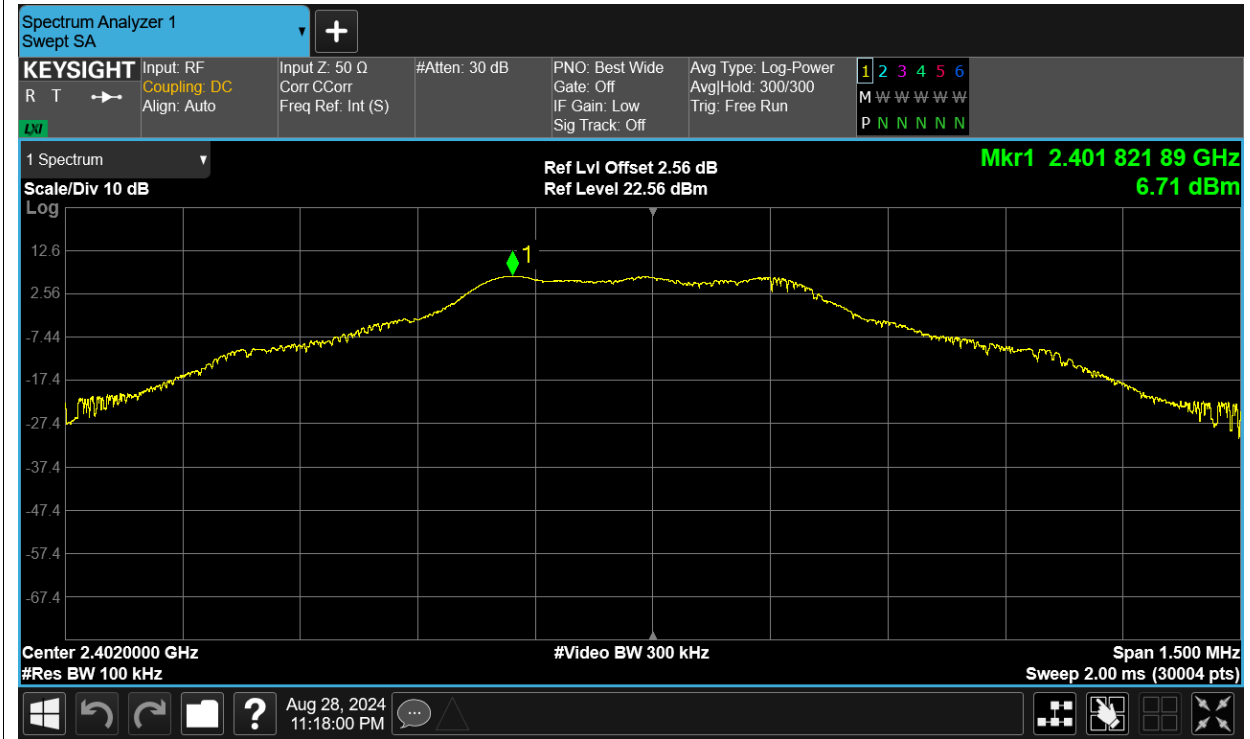 Spectrum Analyzer 1
Swept SA
+
KEYSIGHT
R T
LXI
Input: RF
Coupling: DC
Align: Auto
Input Z: 50 Ω
Corr CCorr
Freq Ref: Int (S)
#Atten: 30 dB
PNO: Best Wide
Gate: Off
IF Gain: Low
Sig Track: Off
Avg Type: Log-Power
Avg|Hold: 300/300
Trig: Free Run
1 2 3 4 5 6
M W W W W W
P N N N N N
1 Spectrum
Scale/Div 10 dB
Log
Ref Lvl Offset 2.56 dB
Ref Level 22.56 dBm
Mkr1 2.401 821 89 GHz
6.71 dBm
1
12.6
2.56
-7.44
-17.4
-27.4
-37.4
-47.4
-57.4
-67.4
Center 2.4020000 GHz
#Res BW 100 kHz
#Video BW 300 kHz
Span 1.500 MHz
Sweep 2.00 ms (30004 pts)
?
Aug 28, 2024
11:18:00 PM